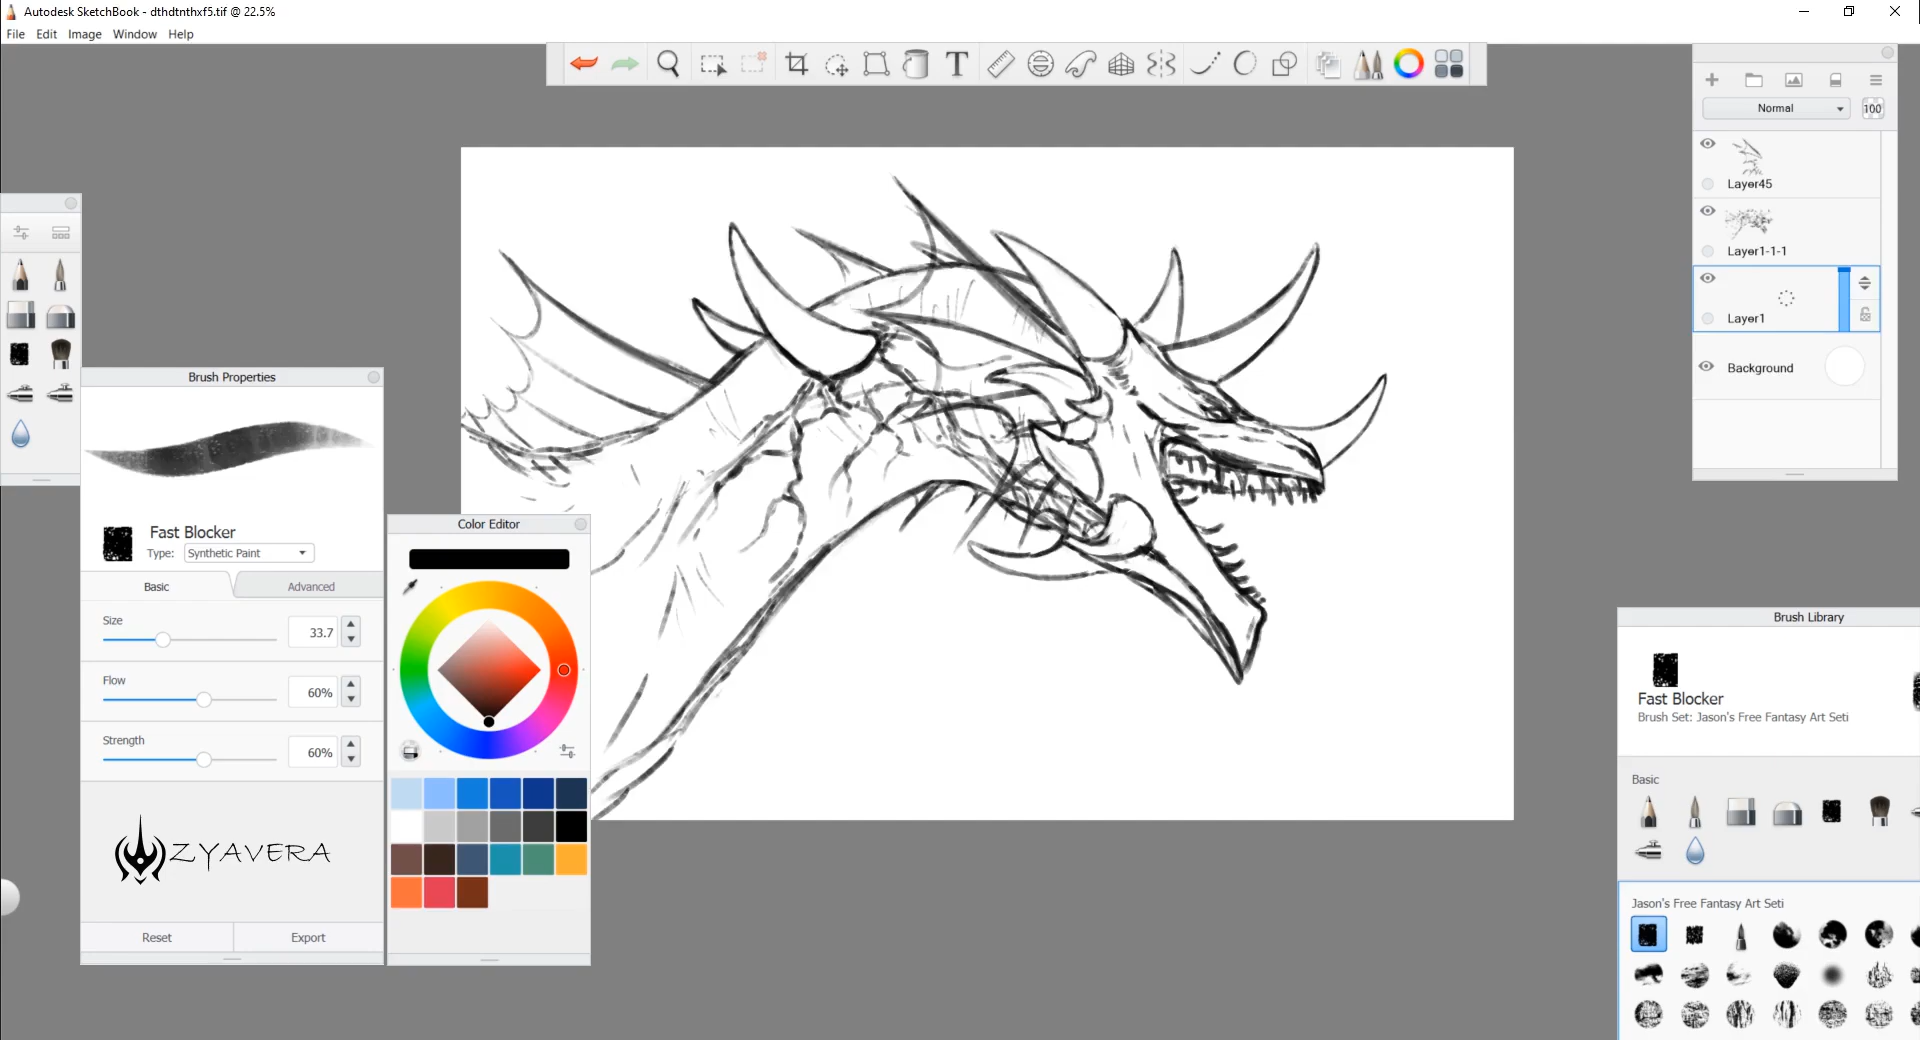 Autodesk SketchBook - dthdtnthxf5.tif @ 22.5%
File Edit Image Window Help
T
Normal 100
Layer45
Layer1-1-1
Layer1
Background
Brush Properties
Fast Blocker
Type: Synthetic Paint
Basic Advanced
Size 33.7
Flow 60%
Strength 60%
ZYAVERA
Reset Export
Color Editor
Brush Library
Fast Blocker
Brush Set: Jason's Free Fantasy Art Seti
Basic
Jason's Free Fantasy Art Seti